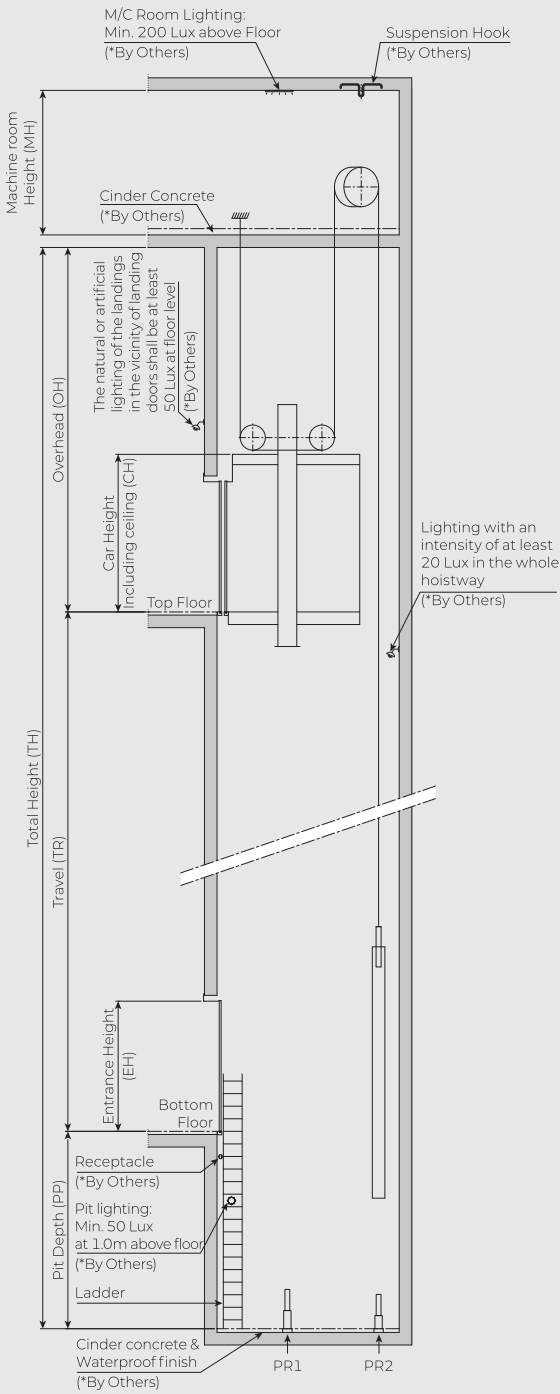 M/C Room Lighting:
Min. 200 Lux above Floor
(*By Others)
Suspension Hook
(*By Others)
Machine room
Height (MH)
Cinder Concrete
(*By Others)
The natural or artificial
lighting of the landings
in the vicinity of landing
doors shall be at least
50 Lux at floor level
(*By Others)
Overhead (OH)
Car Height
Including ceiling (CH)
Top Floor
Lighting with an
intensity of at least
20 Lux in the whole
hoistway
(*By Others)
Total Height (TH)
Travel (TR)
Entrance Height
(EH)
Bottom
Floor
Receptacle
(*By Others)
Pit lighting:
Min. 50 Lux
at 1.0m above floor
(*By Others)
Pit Depth (PP)
Ladder
Cinder concrete &
Waterproof finish
(*By Others)
PR1
PR2